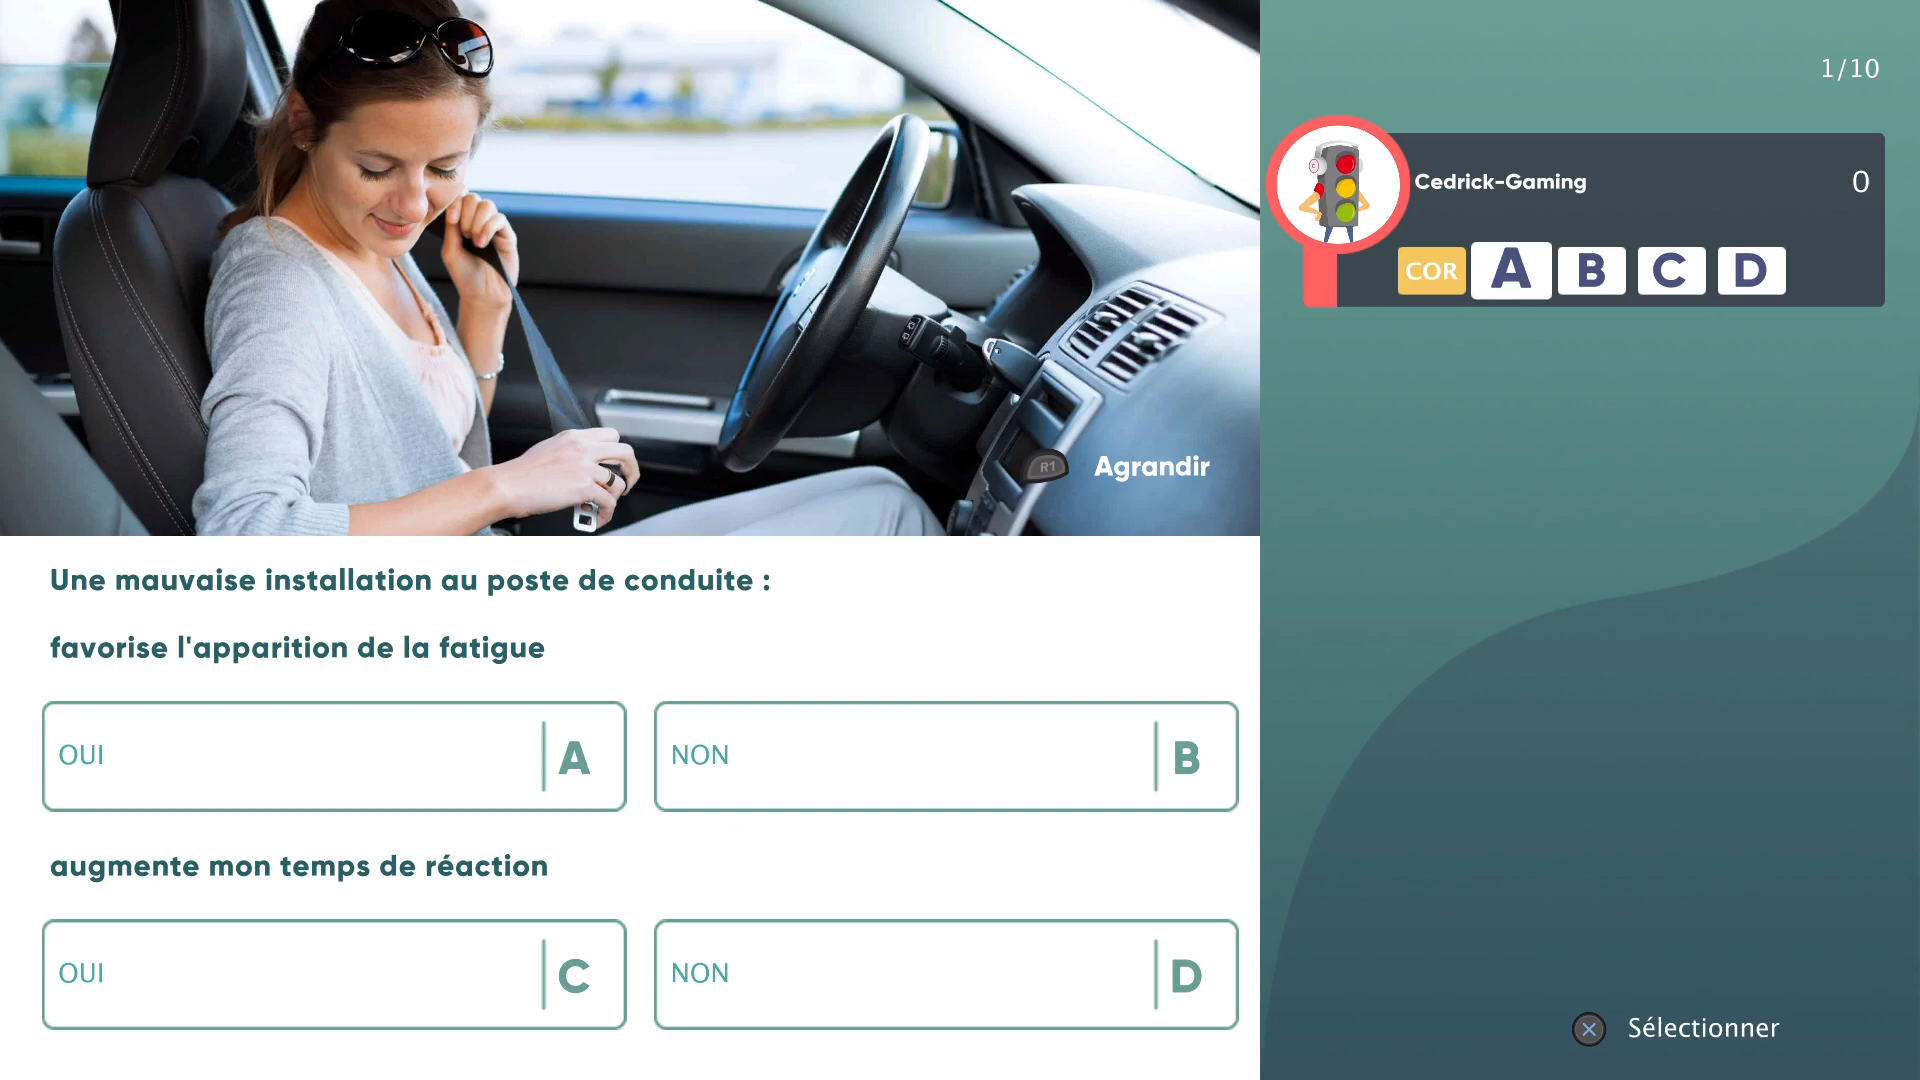 1/10
Cedrick-Gaming
0
COR A B C D
R1 Agrandir
Une mauvaise installation au poste de conduite :
favorise l'apparition de la fatigue
OUI A
NON B
augmente mon temps de réaction
OUI C
NON D
Sélectionner